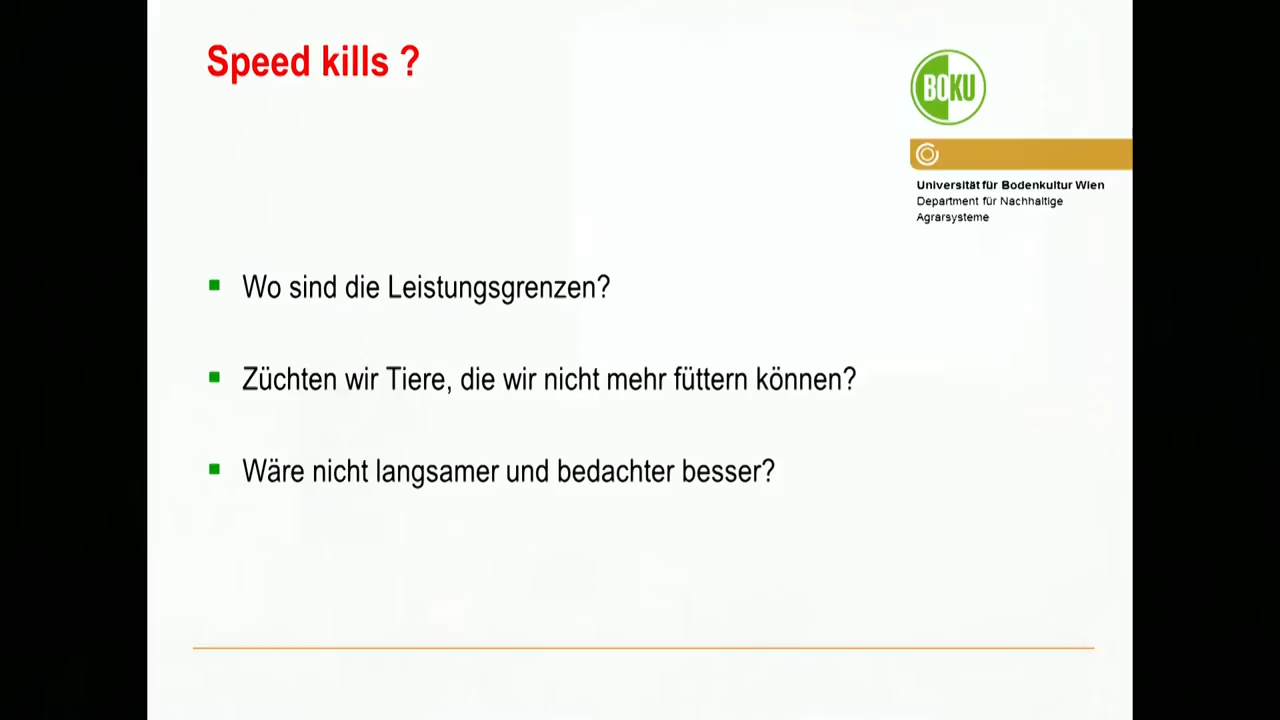 Speed kills ?
BOKU
Universität für Bodenkultur Wien
Department für Nachhaltige
Agrarsysteme
Wo sind die Leistungsgrenzen?
Züchten wir Tiere, die wir nicht mehr füttern können?
Wäre nicht langsamer und bedachter besser?